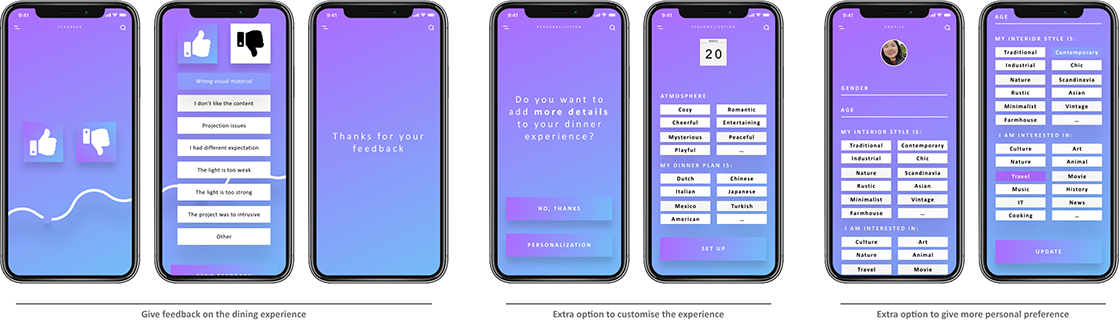 9:41
FEEDBACK
9:41
Wrong visual material
I don't like the content
Projection issues
I had different expectation
The light is too weak
The light is too strong
The project was to intrusive
Other
SEND FEEDBACK
9:41
Thanks for your
feedback
9:41
PERSONALIZATION
Do you want to
add more details
to your dinner
experience?
NO, THANKS
PERSONALIZATION
9:41
PERSONALIZATION
20
ATMOSPHERE
Cozy Romantic
Cheerful Entertaining
Mysterious Peaceful
Playful ...
MY DINNER PLAN IS:
Dutch Chinese
Italian Japanese
Mexico Turkish
American ...
SET UP
9:41
PROFILE
GENDER
AGE
MY INTERIOR STYLE IS:
Traditional Contemporary
Industrial Chic
Nature Scandinavia
Rustic Asian
Minimalist Vintage
Farmhouse ...
I AM INTERESTED IN:
Culture Art
Nature Animal
Travel Movie
9:41
AGE
MY INTERIOR STYLE IS:
Traditional Contemporary
Industrial Chic
Nature Scandinavia
Rustic Asian
Minimalist Vintage
Farmhouse ...
I AM INTERESTED IN:
Culture Art
Nature Animal
Travel Movie
Music History
IT News
Cooking ...
UPDATE
Give feedback on the dining experience
Extra option to customise the experience
Extra option to give more personal preference